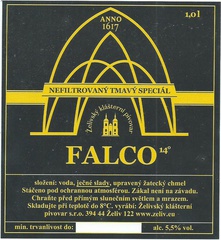 ANNO
1617
1,0 l
Želivský klášterní pivovar
NEFILTROVANÝ TMAVÝ SPECIÁL
FALCO 14°
složení: voda, ječné slady, upravený žatecký chmel
Stáčeno pod ochrannou atmosférou. Zákal není na závadu.
Chraňte před přímým slunečním světlem a mrazem.
Skladujte při teplotě do 8°C. vyrábí: Želivský klášterní
pivovar s.r.o. 394 44 Želiv 122 www.zeliv.eu
min. trvanlivost do:
alc. 5,5% vol.